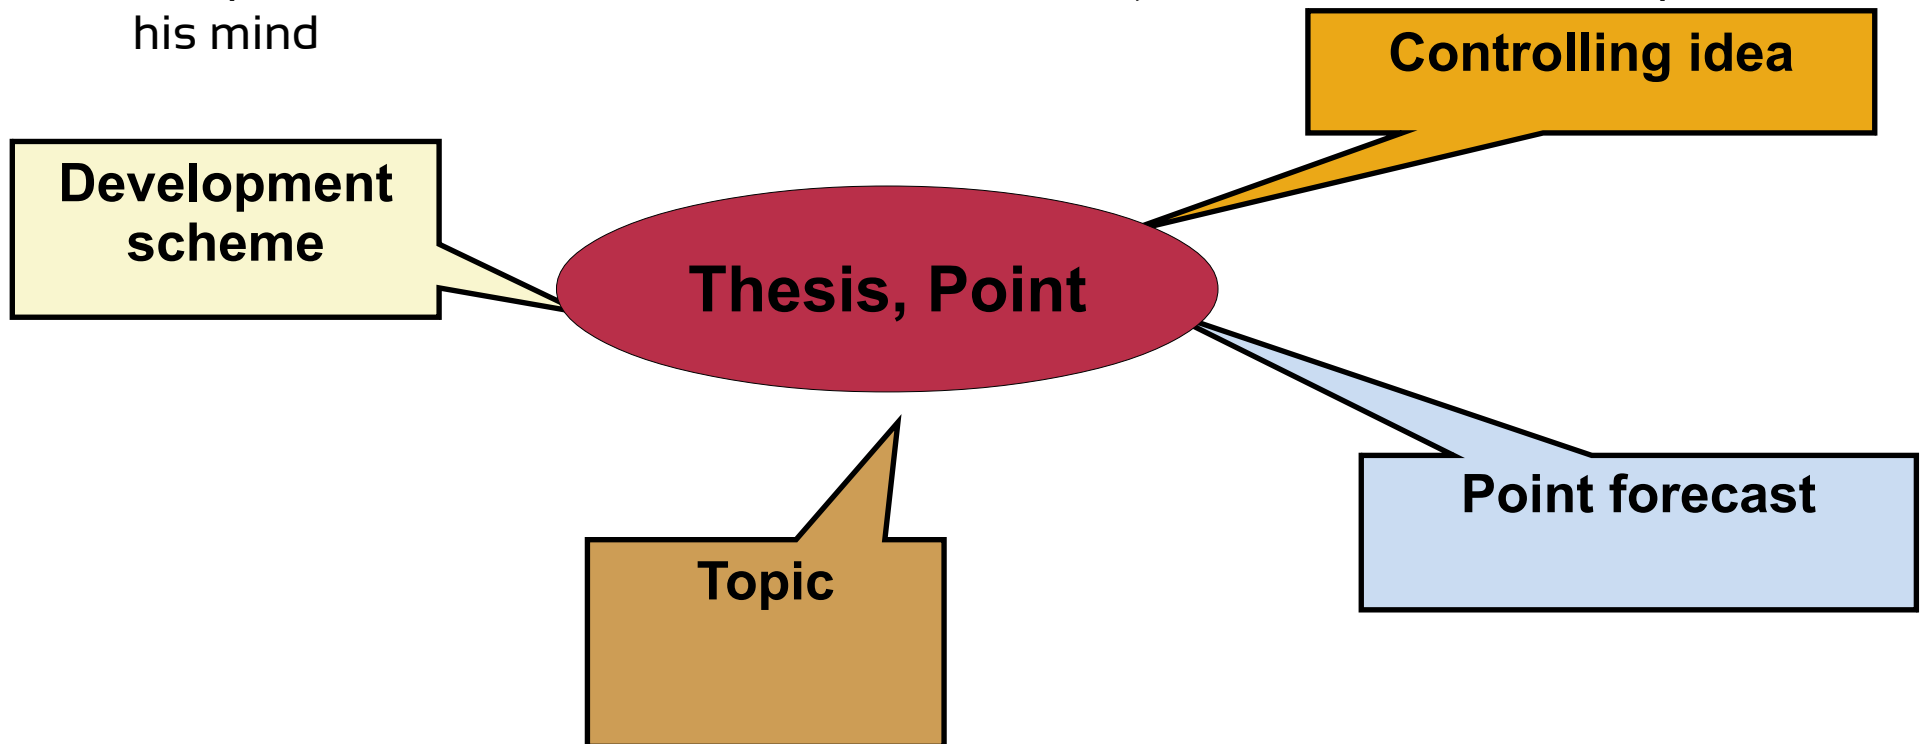 his mind
Controlling idea
Development
scheme
Thesis, Point
Point forecast
Topic